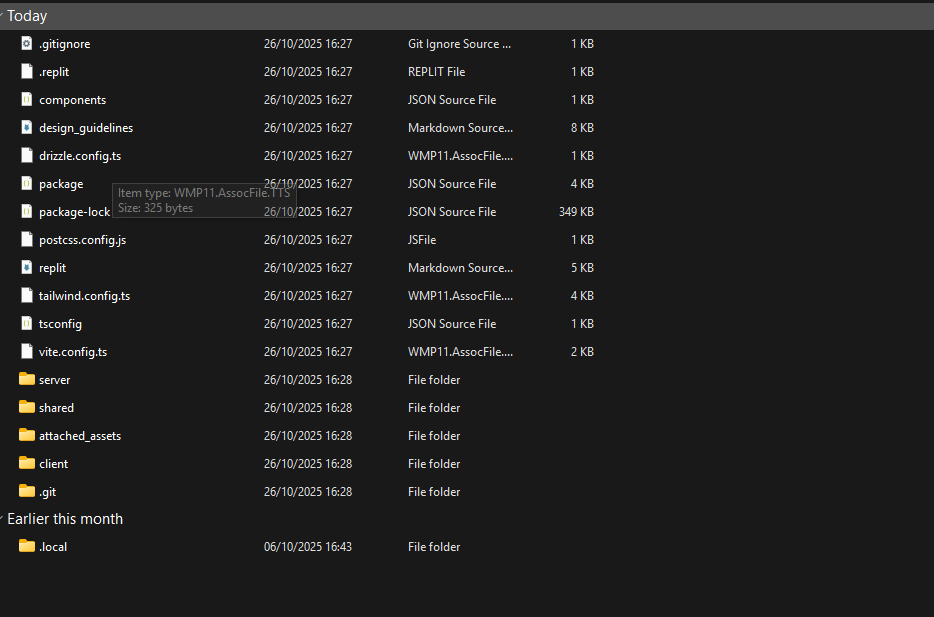 Today
.gitignore 26/10/2025 16:27 Git Ignore Source ... 1 KB
.replit 26/10/2025 16:27 REPLIT File 1 KB
components 26/10/2025 16:27 JSON Source File 1 KB
design_guidelines 26/10/2025 16:27 Markdown Source... 8 KB
drizzle.config.ts 26/10/2025 16:27 WMP11.AssocFile.... 1 KB
package 26/10/2025 16:27 JSON Source File 4 KB
Item type: WMP11.AssocFile.TTS
Size: 325 bytes
package-lock 26/10/2025 16:27 JSON Source File 349 KB
postcss.config.js 26/10/2025 16:27 JSFile 1 KB
replit 26/10/2025 16:27 Markdown Source... 5 KB
tailwind.config.ts 26/10/2025 16:27 WMP11.AssocFile.... 4 KB
tsconfig 26/10/2025 16:27 JSON Source File 1 KB
vite.config.ts 26/10/2025 16:27 WMP11.AssocFile.... 2 KB
server 26/10/2025 16:28 File folder
shared 26/10/2025 16:28 File folder
attached_assets 26/10/2025 16:28 File folder
client 26/10/2025 16:28 File folder
.git 26/10/2025 16:28 File folder
Earlier this month
.local 06/10/2025 16:43 File folder